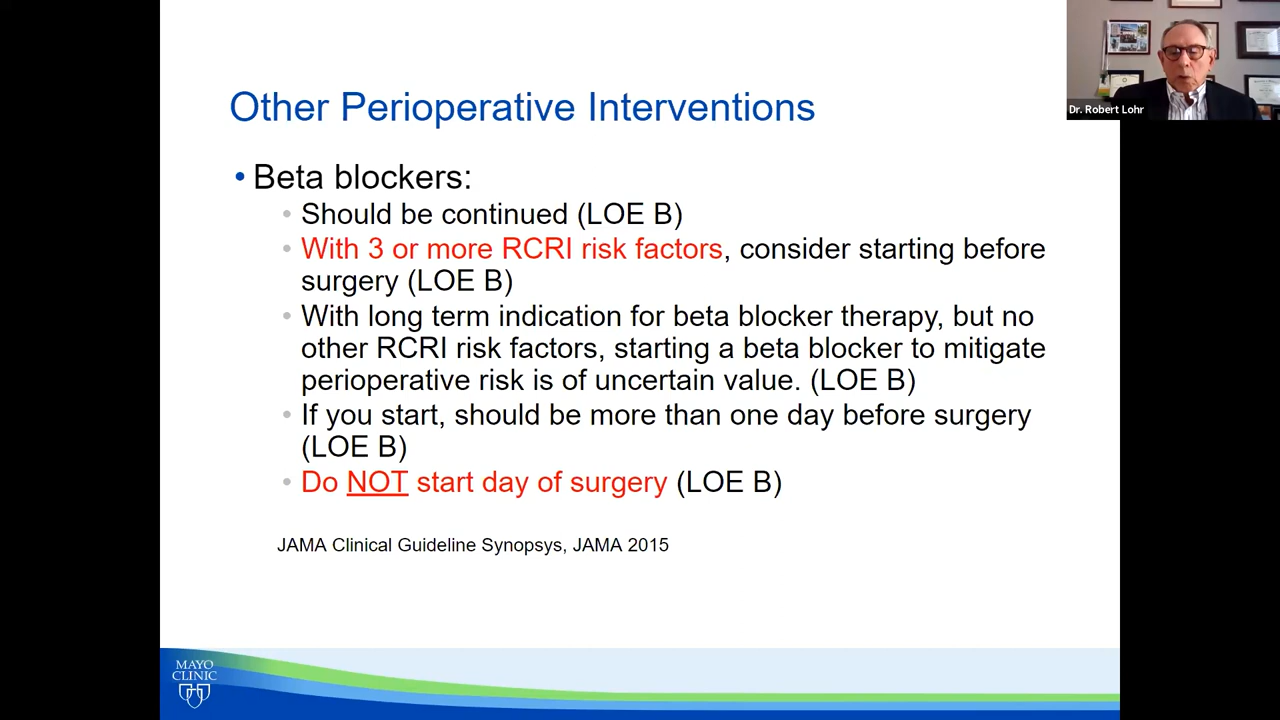 Other Perioperative Interventions
• Beta blockers:
• Should be continued (LOE B)
• With 3 or more RCRI risk factors, consider starting before
surgery (LOE B)
• With long term indication for beta blocker therapy, but no
other RCRI risk factors, starting a beta blocker to mitigate
perioperative risk is of uncertain value. (LOE B)
• If you start, should be more than one day before surgery
(LOE B)
• Do NOT start day of surgery (LOE B)
JAMA Clinical Guideline Synopsys, JAMA 2015
MAYO
CLINIC
Dr. Robert Lohr